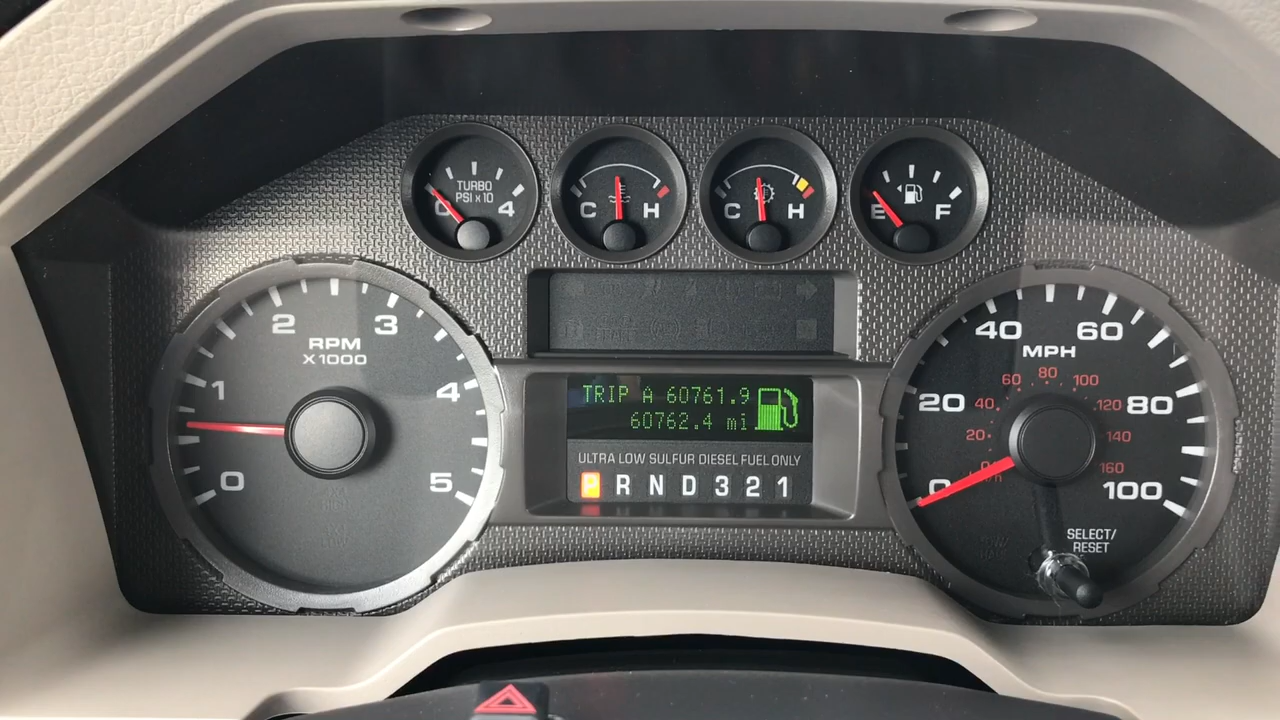 TURBO
PSI x 10
0 4
C H
C H
E F
0 1 2 3 4 5
RPM
X1000
TRIP A 60761.9
60762.4 mi
ULTRA LOW SULFUR DIESEL FUEL ONLY
P R N D 3 2 1
0 20 40 60 80 100
MPH
0 20 40 60 80 100 120 140 160
km/h
SELECT/
RESET